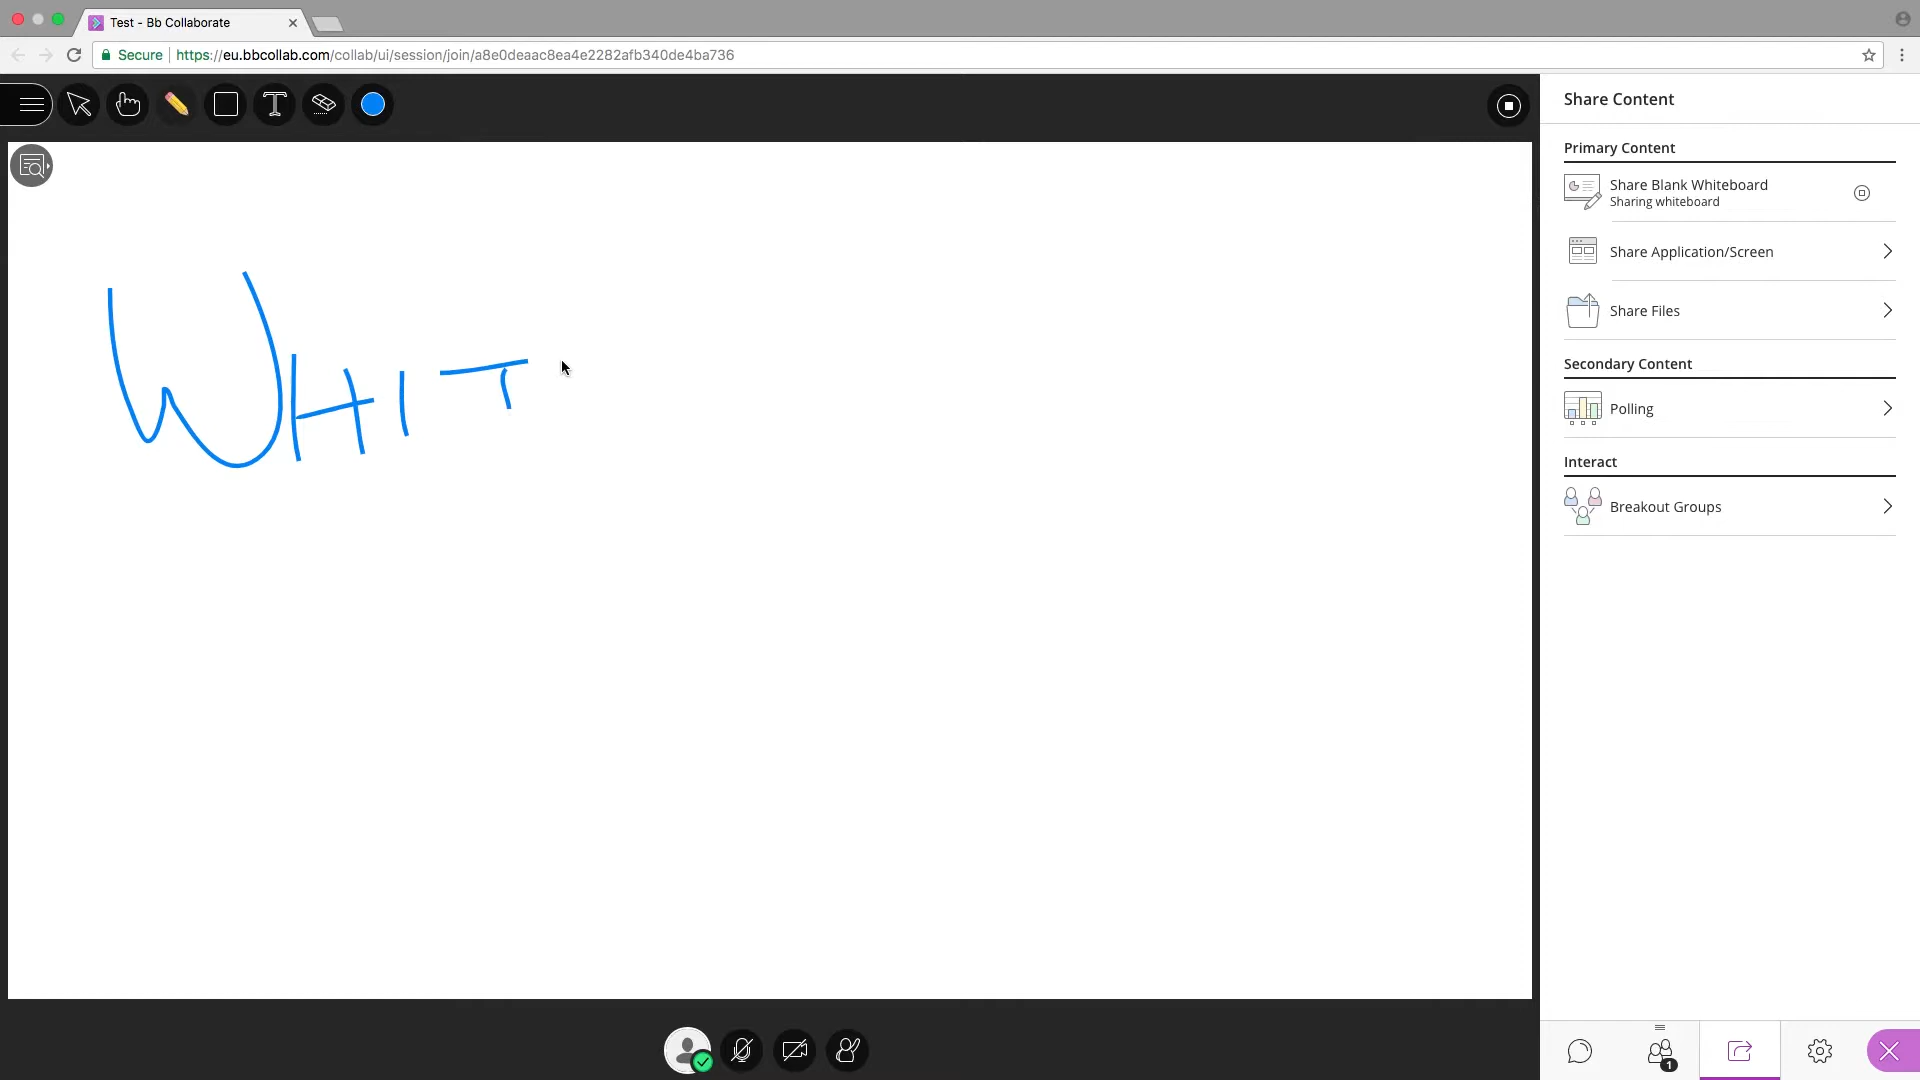 Test - Bb Collaborate
Secure https://eu.bbcollab.com/collab/ui/session/join/a8e0deaac8ea4e2282afb340de4ba736
T
Share Content
Primary Content
Share Blank Whiteboard
Sharing whiteboard
Share Application/Screen
Share Files
Secondary Content
Polling
Interact
Breakout Groups
WHIT
1